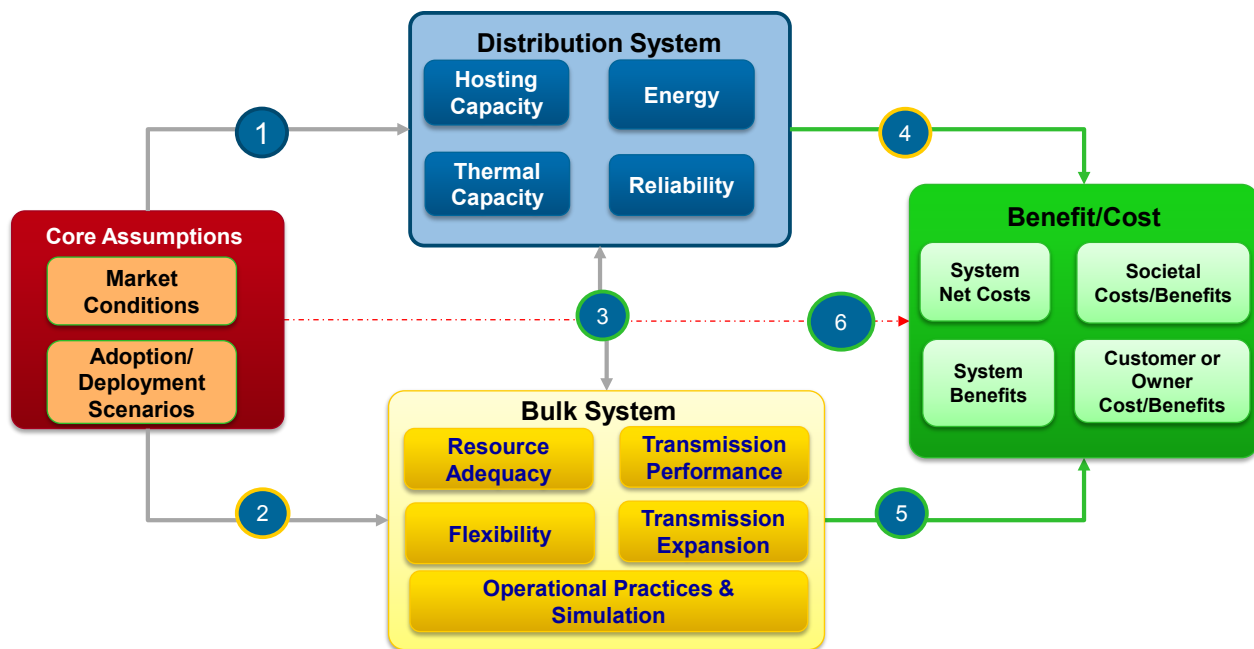 Distribution System
Hosting
Capacity
Energy
Thermal
Capacity
Reliability
1
4
Core Assumptions
Market
Conditions
Adoption/
Deployment
Scenarios
3
6
Benefit/Cost
System
Net Costs
Societal
Costs/Benefits
System
Benefits
Customer or
Owner
Cost/Benefits
2
5
Bulk System
Resource
Adequacy
Transmission
Performance
Flexibility
Transmission
Expansion
Operational Practices &
Simulation